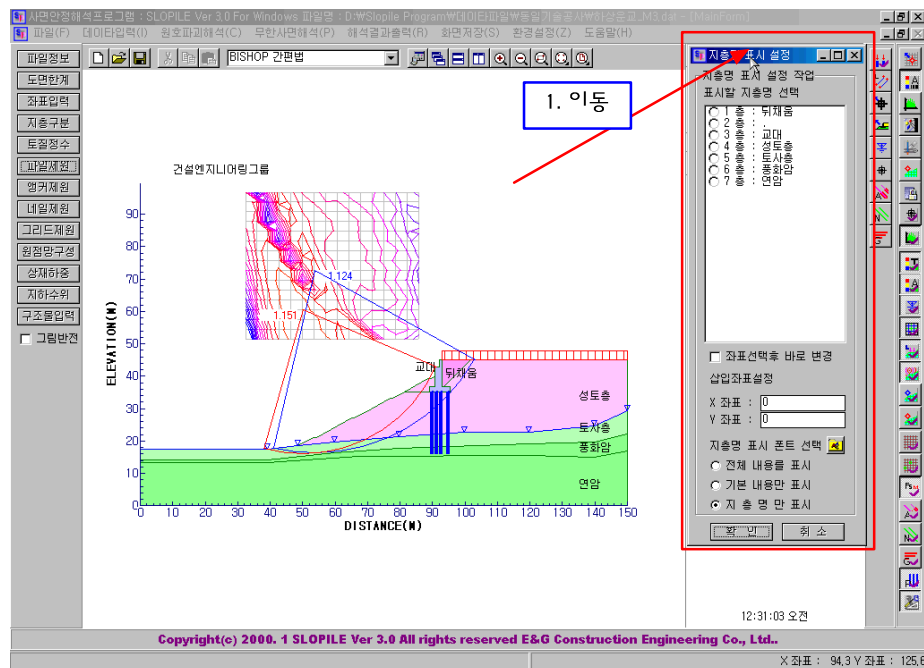 사면안정해석프로그램 : SLOPILE Ver 3.0 For Windows 파일명 : D:₩Slopile Program₩데이타파일₩동일기술공사₩하상운교_M3.dat - [MainForm]
파일(F) 데이타입력(I) 원호파괴해석(C) 무한사면해석(P) 해석결과출력(R) 화면저장(S) 환경설정(Z) 도움말(H)
BISHOP 간편법
파일정보
도면한계
좌표입력
지층구분
토질정수
파일제원
앵커제원
네일제원
그리드제원
원점망구성
상재하중
지하수위
구조물입력
그림반전
1. 이동
건설엔지니어링그룹
1.124
1.151
교대
뒤채움
성토층
토사층
풍화암
연암
ELEVATION(M)
90
80
70
60
50
40
30
20
10
0
0 10 20 30 40 50 60 70 80 90 100 110 120 130 140 150
DISTANCE(M)
지층명 표시 설정
지층명 표시 설정 작업
표시할 지층명 선택
1 층 : 뒤채움
2 층 : .
3 층 : 교대
4 층 : 성토층
5 층 : 토사층
6 층 : 풍화암
7 층 : 연암
좌표선택후 바로 변경
삽입좌표설정
X 좌표 : 0
Y 좌표 : 0
지층명 표시 폰트 선택
전체 내용를 표시
기본 내용만 표시
지 층 명 만 표시
확 인
취 소
12:31:03 오전
Copyright(c) 2000. 1 SLOPILE Ver 3.0 All rights reserved E&G Construction Engineering Co., Ltd..
X 좌표 : 94,3 Y 좌표 : 125,6